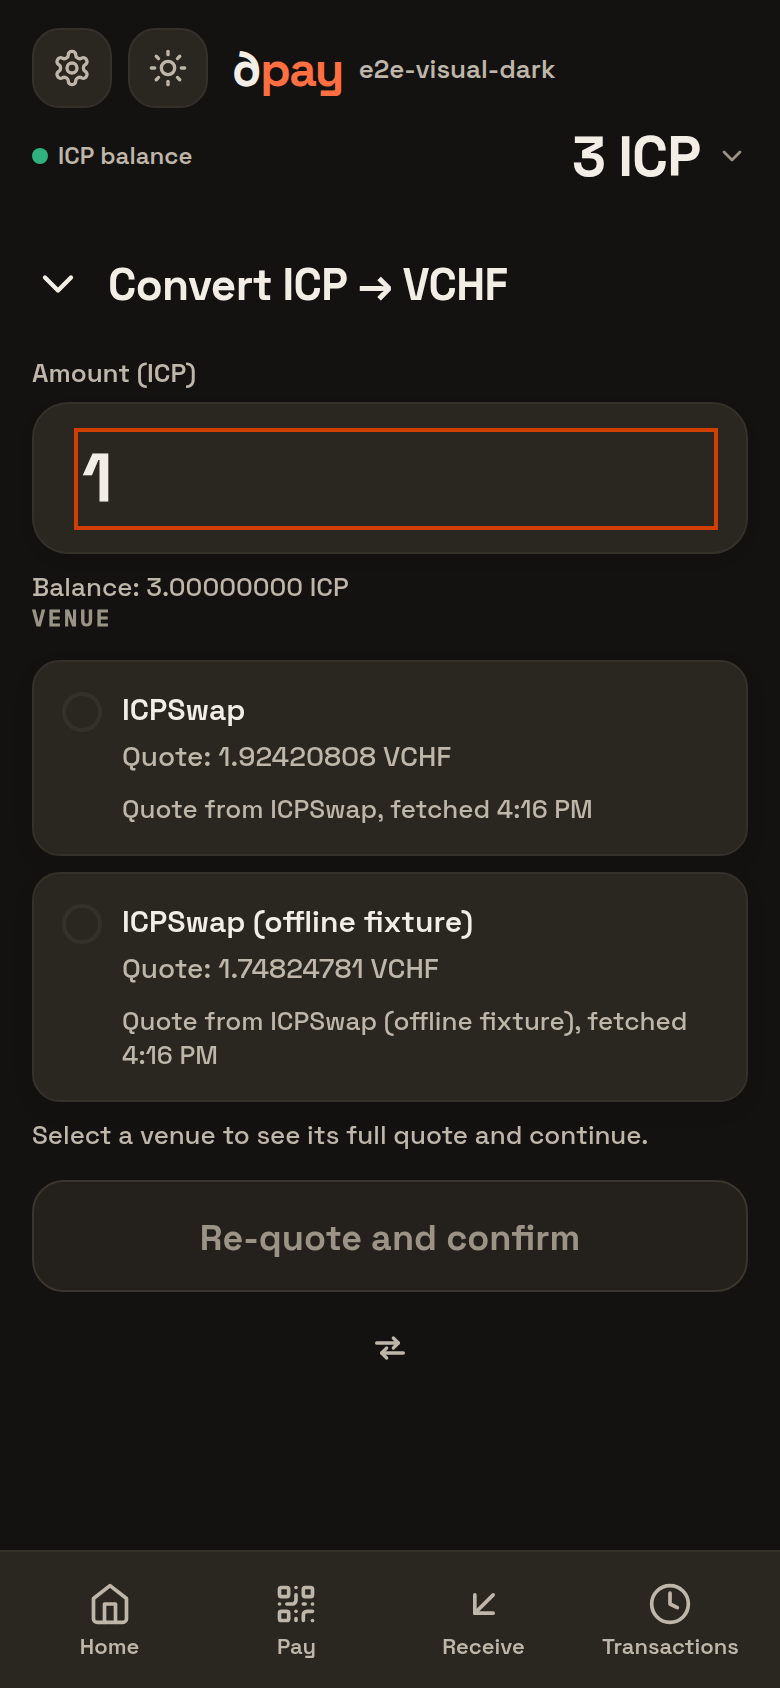 ∂pay e2e-visual-dark
ICP balance
3 ICP
Convert ICP → VCHF
Amount (ICP)
1
Balance: 3.00000000 ICP
VENUE
ICPSwap
Quote: 1.92420808 VCHF
Quote from ICPSwap, fetched 4:16 PM
ICPSwap (offline fixture)
Quote: 1.74824781 VCHF
Quote from ICPSwap (offline fixture), fetched
4:16 PM
Select a venue to see its full quote and continue.
Re-quote and confirm
Home
Pay
Receive
Transactions